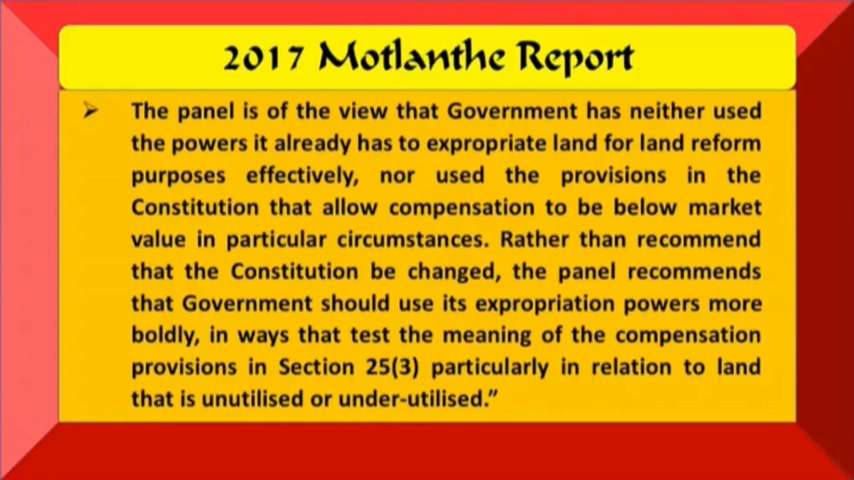 2017 Motlanthe Report
➢ The panel is of the view that Government has neither used
the powers it already has to expropriate land for land reform
purposes effectively, nor used the provisions in the
Constitution that allow compensation to be below market
value in particular circumstances. Rather than recommend
that the Constitution be changed, the panel recommends
that Government should use its expropriation powers more
boldly, in ways that test the meaning of the compensation
provisions in Section 25(3) particularly in relation to land
that is unutilised or under-utilised.”